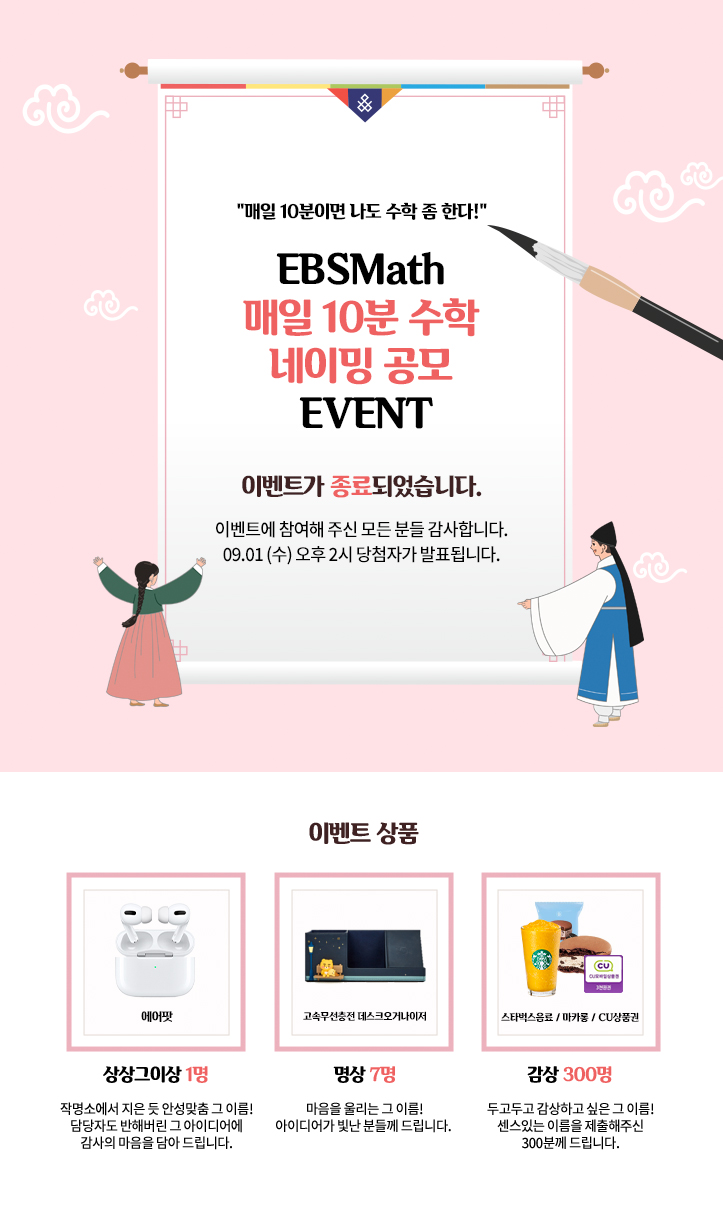 "매일 10분이면 나도 수학 좀 한다!"
EBSMath
매일 10분 수학
네이밍 공모
EVENT
이벤트가 종료되었습니다.
이벤트에 참여해 주신 모든 분들 감사합니다.
09.01 (수) 오후 2시 당첨자가 발표됩니다.
이벤트 상품
에어팟
상상그이상 1명
작명소에서 지은 듯 안성맞춤 그 이름!
담당자도 반해버린 그 아이디어에
감사의 마음을 담아 드립니다.
고속무선충전 데스크오거나이저
명상 7명
마음을 울리는 그 이름!
아이디어가 빛난 분들께 드립니다.
CU
CU모바일상품권
스타벅스음료 / 마카롱 / CU상품권
감상 300명
두고두고 감상하고 싶은 그 이름!
센스있는 이름을 제출해주신
300분께 드립니다.